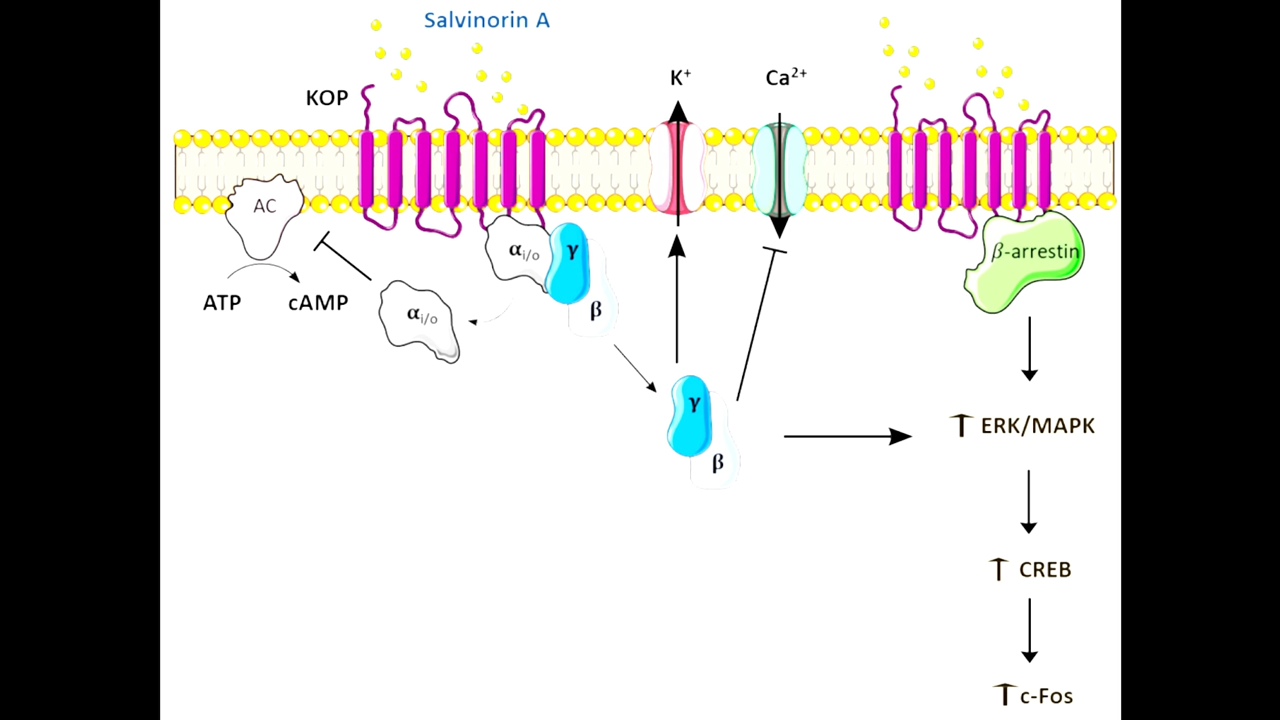 Salvinorin A
K⁺
Ca²⁺
KOP
AC
αi/o
γ
β
β-arrestin
ATP
cAMP
αi/o
γ
β
↑ ERK/MAPK
↑ CREB
↑ c-Fos